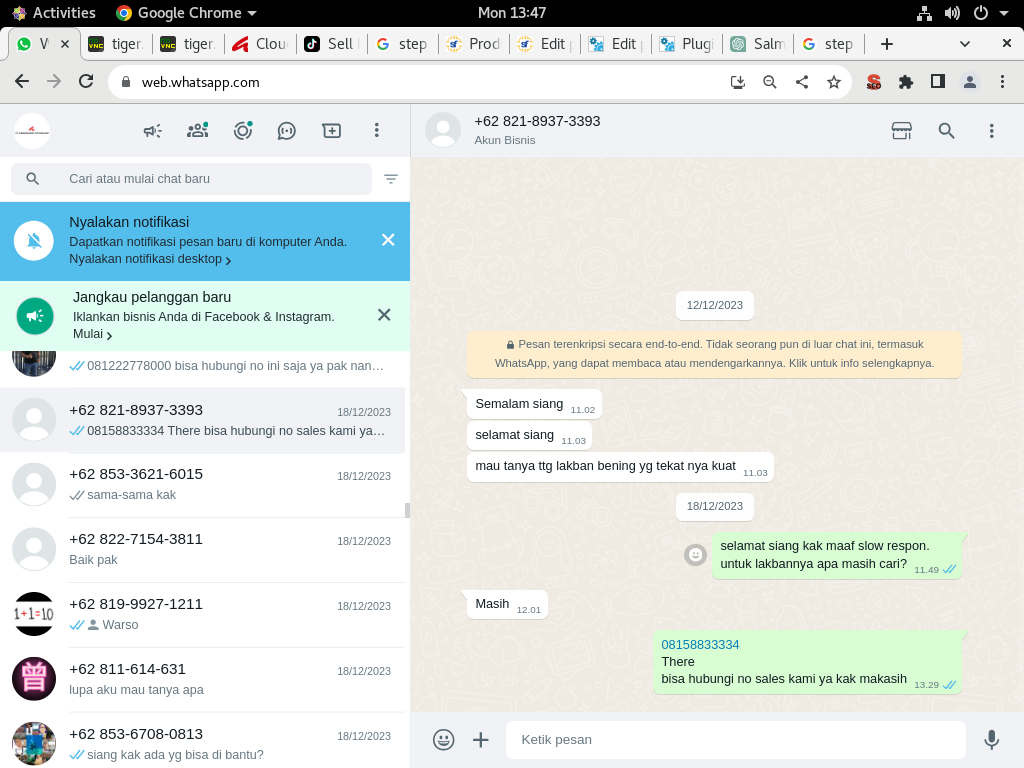 Activities
Google Chrome
Mon 13:47
W
tiger.
tiger.
Clou
Sell
step
Prod
Edit
Edit
Plugi
Salm
step
web.whatsapp.com
SEO
+62 821-8937-3393
Akun Bisnis
Cari atau mulai chat baru
Nyalakan notifikasi
Dapatkan notifikasi pesan baru di komputer Anda.
Nyalakan notifikasi desktop
Jangkau pelanggan baru
Iklankan bisnis Anda di Facebook & Instagram.
Mulai
081222778000 bisa hubungi no ini saja ya pak nan…
+62 821-8937-3393
18/12/2023
08158833334 There bisa hubungi no sales kami ya…
+62 853-3621-6015
18/12/2023
sama-sama kak
+62 822-7154-3811
18/12/2023
Baik pak
1+1=10
+62 819-9927-1211
18/12/2023
Warso
曾
+62 811-614-631
18/12/2023
lupa aku mau tanya apa
+62 853-6708-0813
18/12/2023
siang kak ada yg bisa di bantu?
12/12/2023
Pesan terenkripsi secara end-to-end. Tidak seorang pun di luar chat ini, termasuk
WhatsApp, yang dapat membaca atau mendengarkannya. Klik untuk info selengkapnya.
Semalam siang 11.02
selamat siang 11.03
mau tanya ttg lakban bening yg tekat nya kuat 11.03
18/12/2023
selamat siang kak maaf slow respon.
untuk lakbannya apa masih cari? 11.49
Masih 12.01
08158833334
There
bisa hubungi no sales kami ya kak makasih 13.29
Ketik pesan